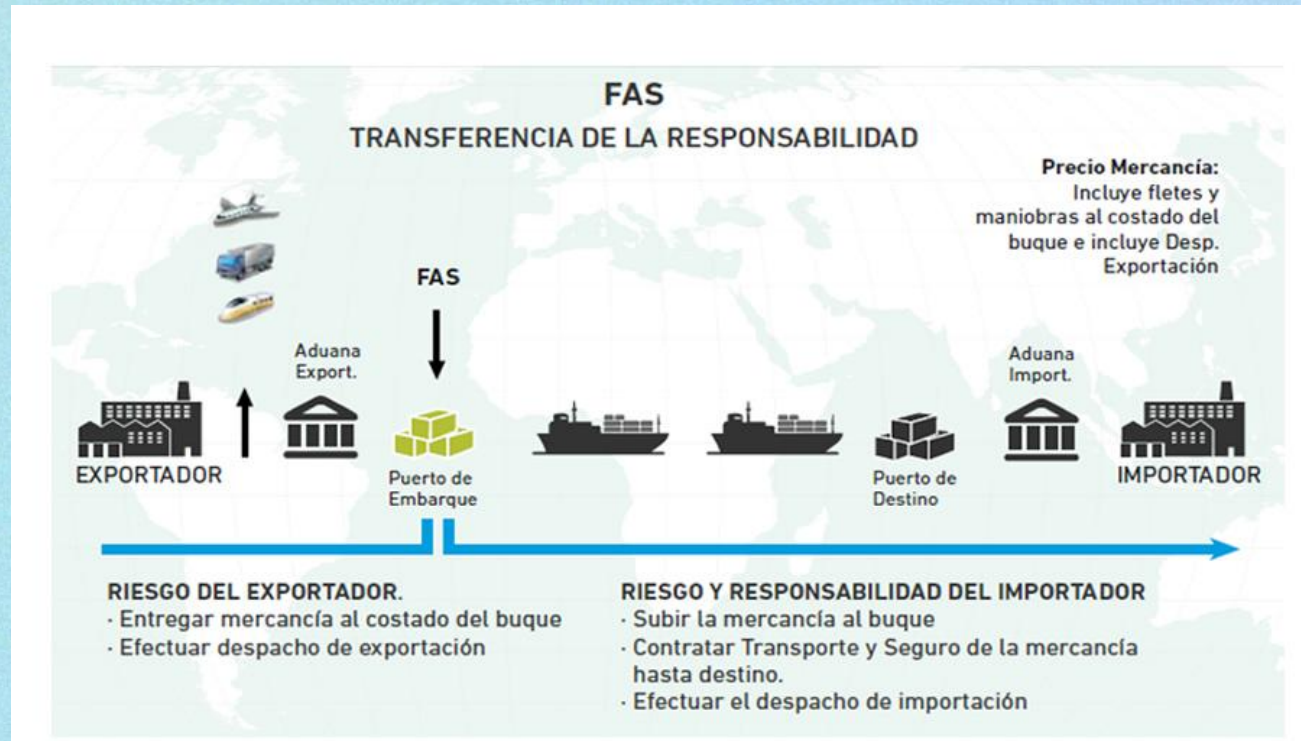 FAS
TRANSFERENCIA DE LA RESPONSABILIDAD
Precio Mercancía:
Incluye fletes y
maniobras al costado del
buque e incluye Desp.
Exportación
FAS
Aduana
Export.
Aduana
Import.
EXPORTADOR
Puerto de
Embarque
Puerto de
Destino
IMPORTADOR
RIESGO DEL EXPORTADOR.
· Entregar mercancía al costado del buque
· Efectuar despacho de exportación
RIESGO Y RESPONSABILIDAD DEL IMPORTADOR
· Subir la mercancía al buque
· Contratar Transporte y Seguro de la mercancía
hasta destino.
· Efectuar el despacho de importación